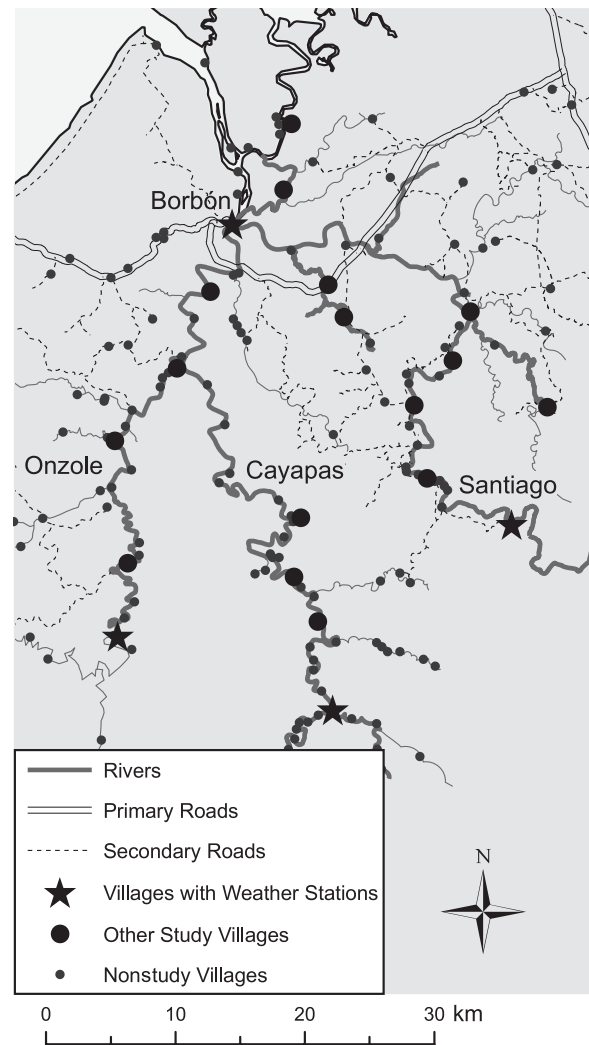 Borbón
Onzole
Cayapas
Santiago
Rivers
Primary Roads
Secondary Roads
Villages with Weather Stations
Other Study Villages
Nonstudy Villages
N
0 10 20 30 km